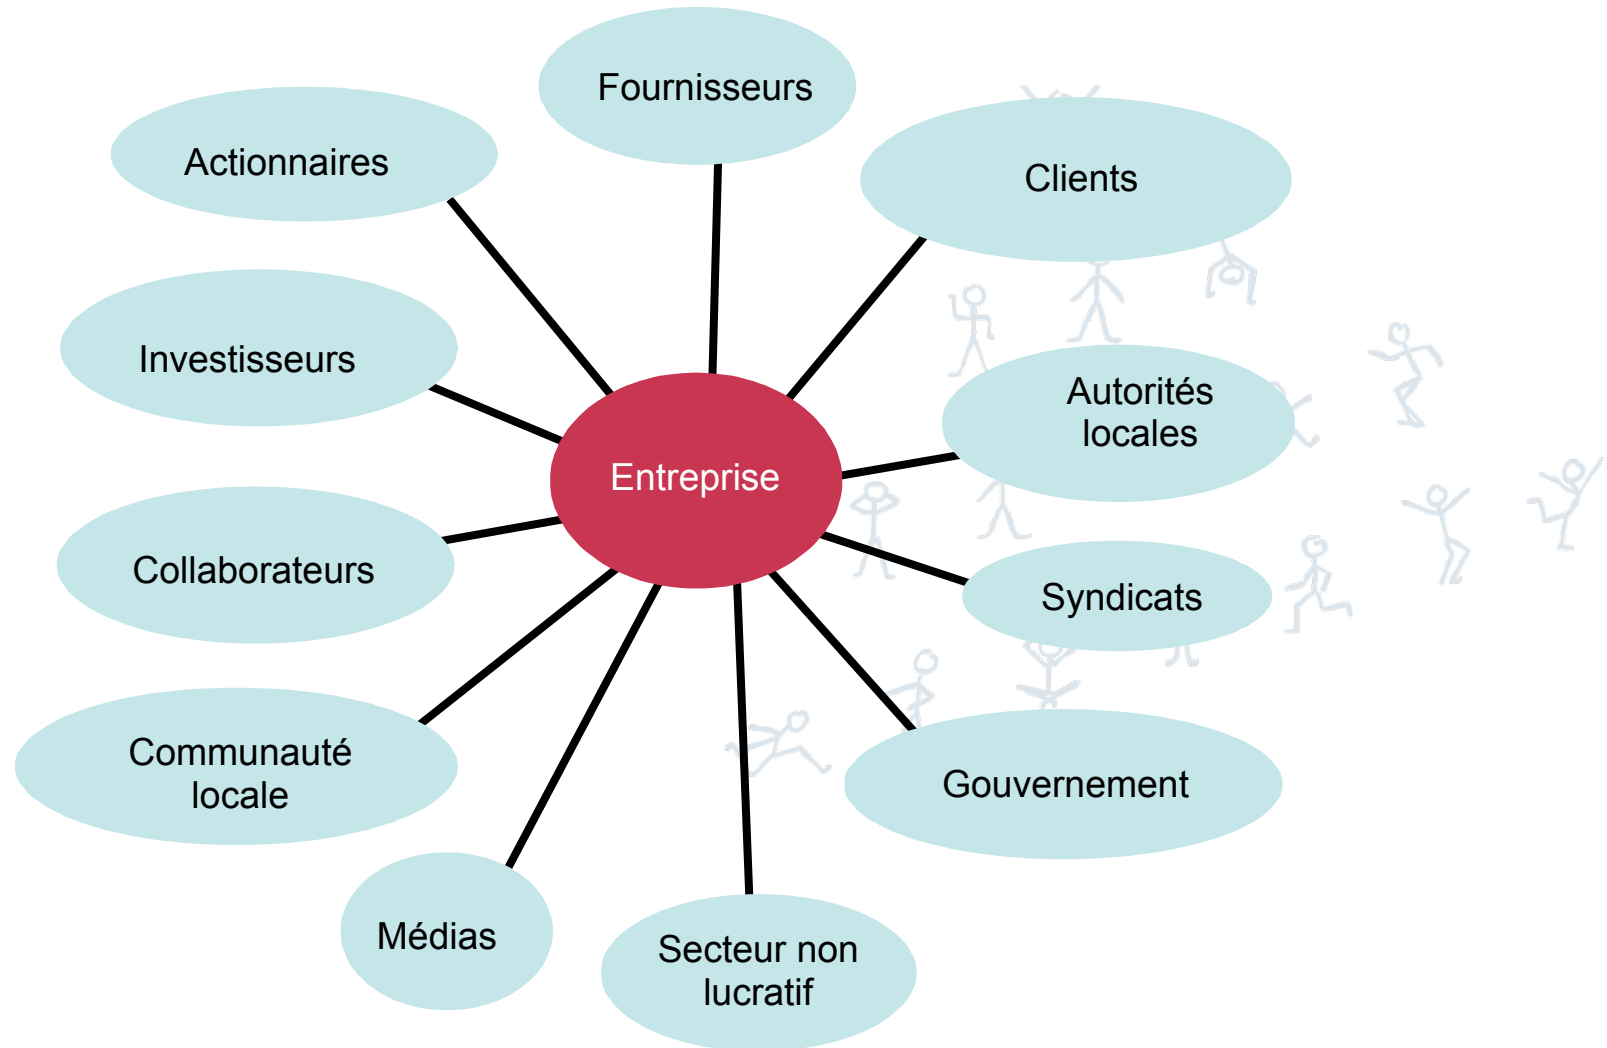 Fournisseurs
Actionnaires
Clients
Investisseurs
Autorités
locales
Entreprise
Collaborateurs
Syndicats
Communauté
locale
Gouvernement
Médias
Secteur non
lucratif